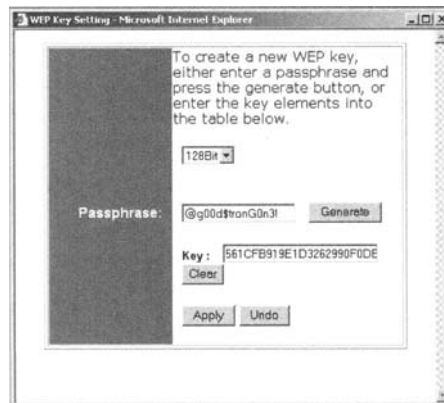 WEP Key Setting - Microsoft Internet Explorer
To create a new WEP key,
either enter a passphrase and
press the generate button, or
enter the key elements into
the table below.
128Bit
Passphrase: @g00d$tronG0n3! Generate
Key : 561CFB919E1D3262990F0DE
Clear
Apply Undo